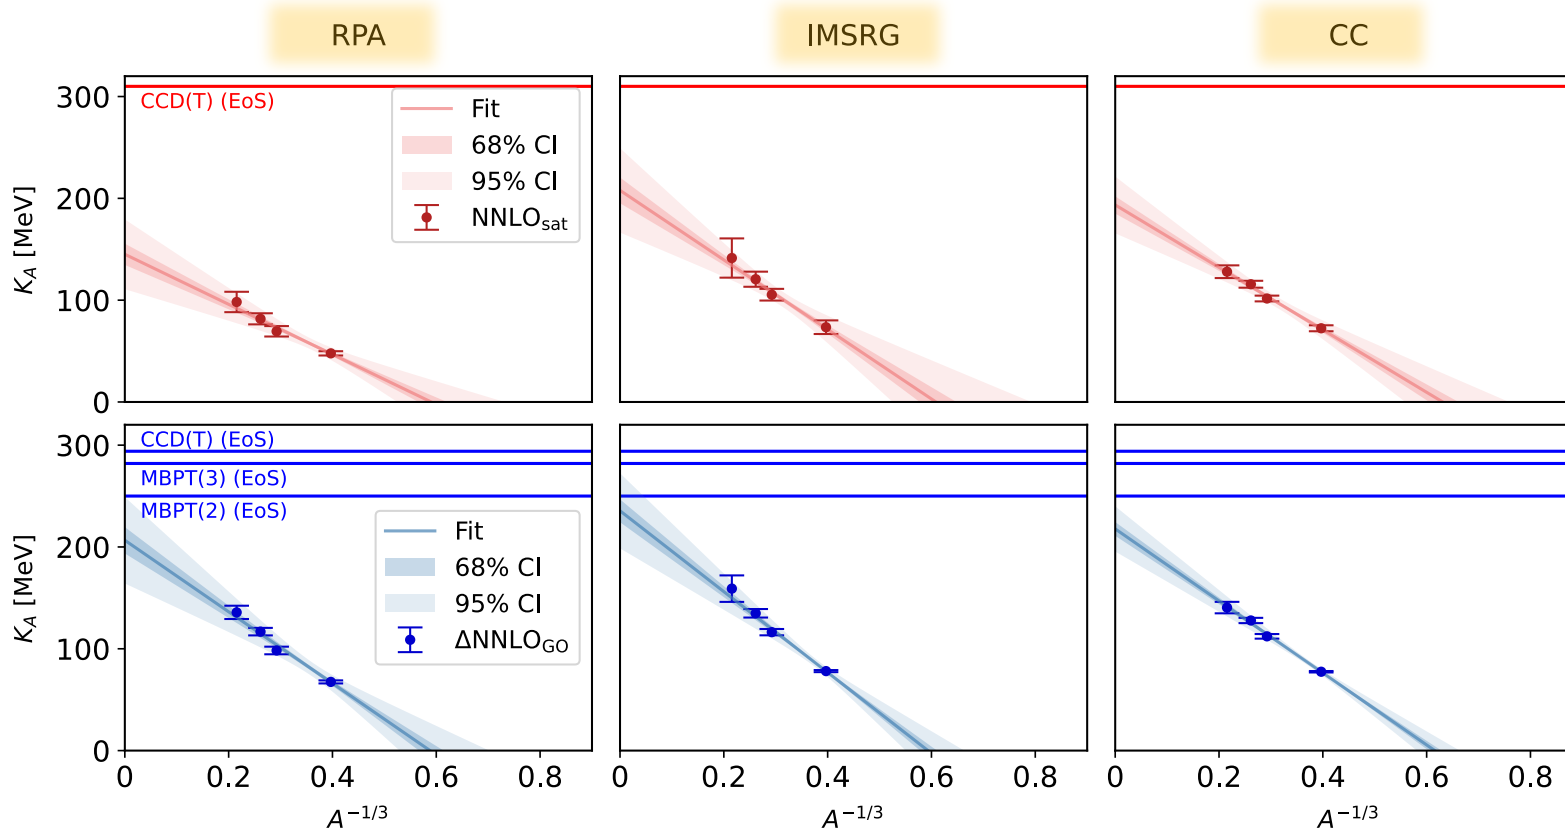 RPA
IMSRG
CC
300
200
100
0
K_A [MeV]
CCD(T) (EoS)
Fit
68% CI
95% CI
NNLO_sat
300
200
100
0
K_A [MeV]
CCD(T) (EoS)
MBPT(3) (EoS)
MBPT(2) (EoS)
Fit
68% CI
95% CI
ΔNNLO_GO
0 0.2 0.4 0.6 0.8
0 0.2 0.4 0.6 0.8
0 0.2 0.4 0.6 0.8
A^{-1/3}
A^{-1/3}
A^{-1/3}